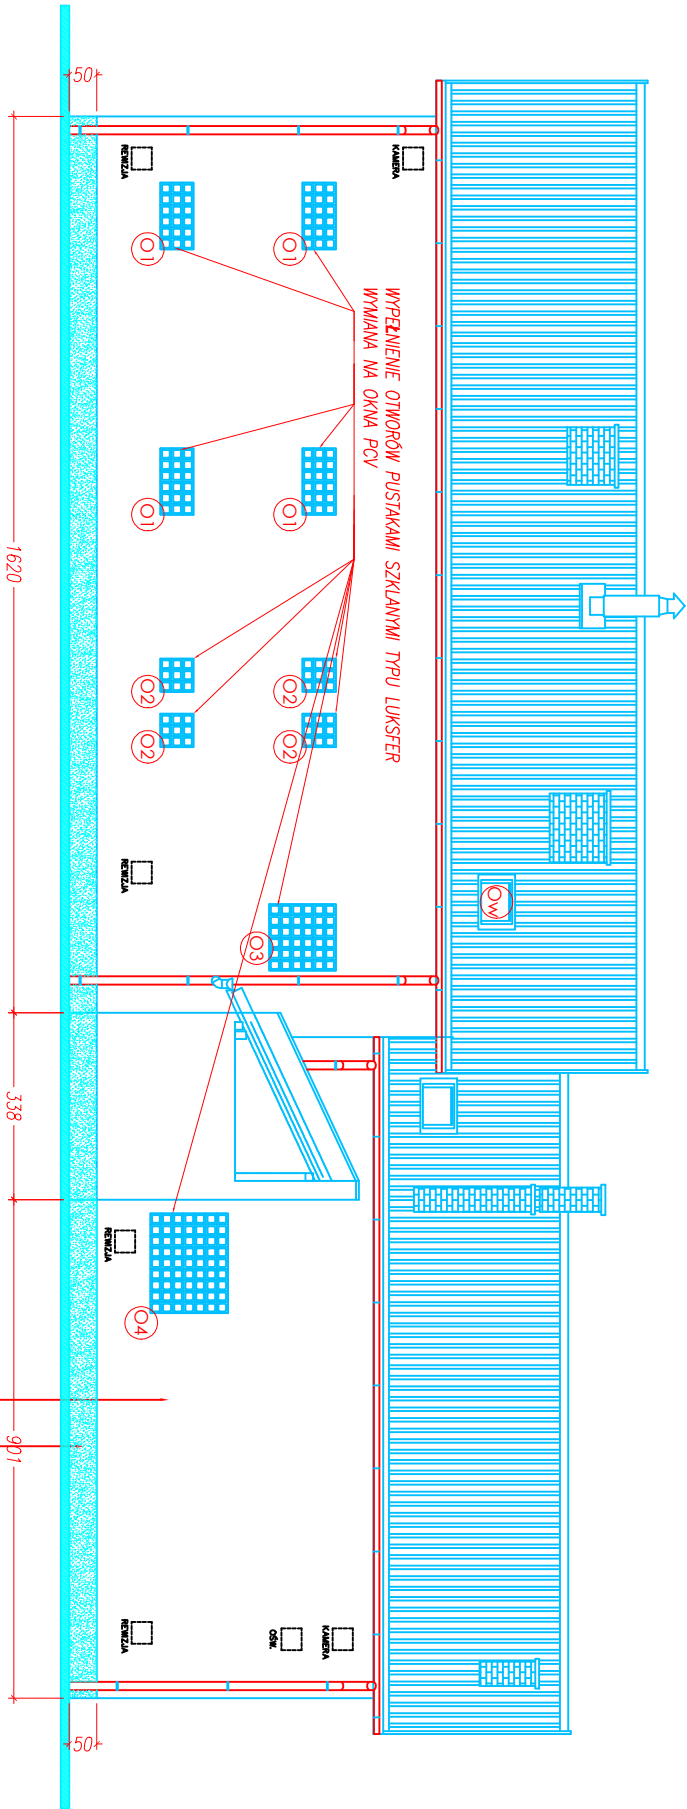 50
KAMERA
REWIZJA
O1
O1
WYPEŁNIENIE OTWORÓW PUSTAKAMI SZKLANYMI TYPU LUKSFER
WYMIANA NA OKNA PCV
O1
O1
1620
O2
O2
O2
O2
REWIZJA
OW
O3
338
REWIZJA
O4
901
KAMERA
OŚW.
REWIZJA
50